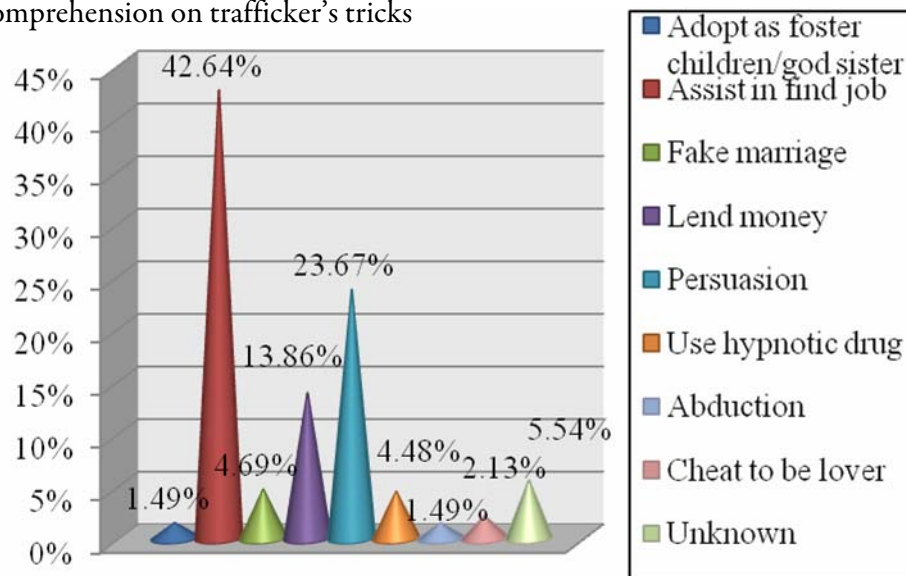 omprehension on trafficker's tricks
45%
40%
35%
30%
25%
20%
15%
10%
5%
0%
42.64%
23.67%
13.86%
5.54%
4.69%
4.48%
2.13%
1.49%
1.49%
Adopt as foster
children/god sister
Assist in find job
Fake marriage
Lend money
Persuasion
Use hypnotic drug
Abduction
Cheat to be lover
Unknown